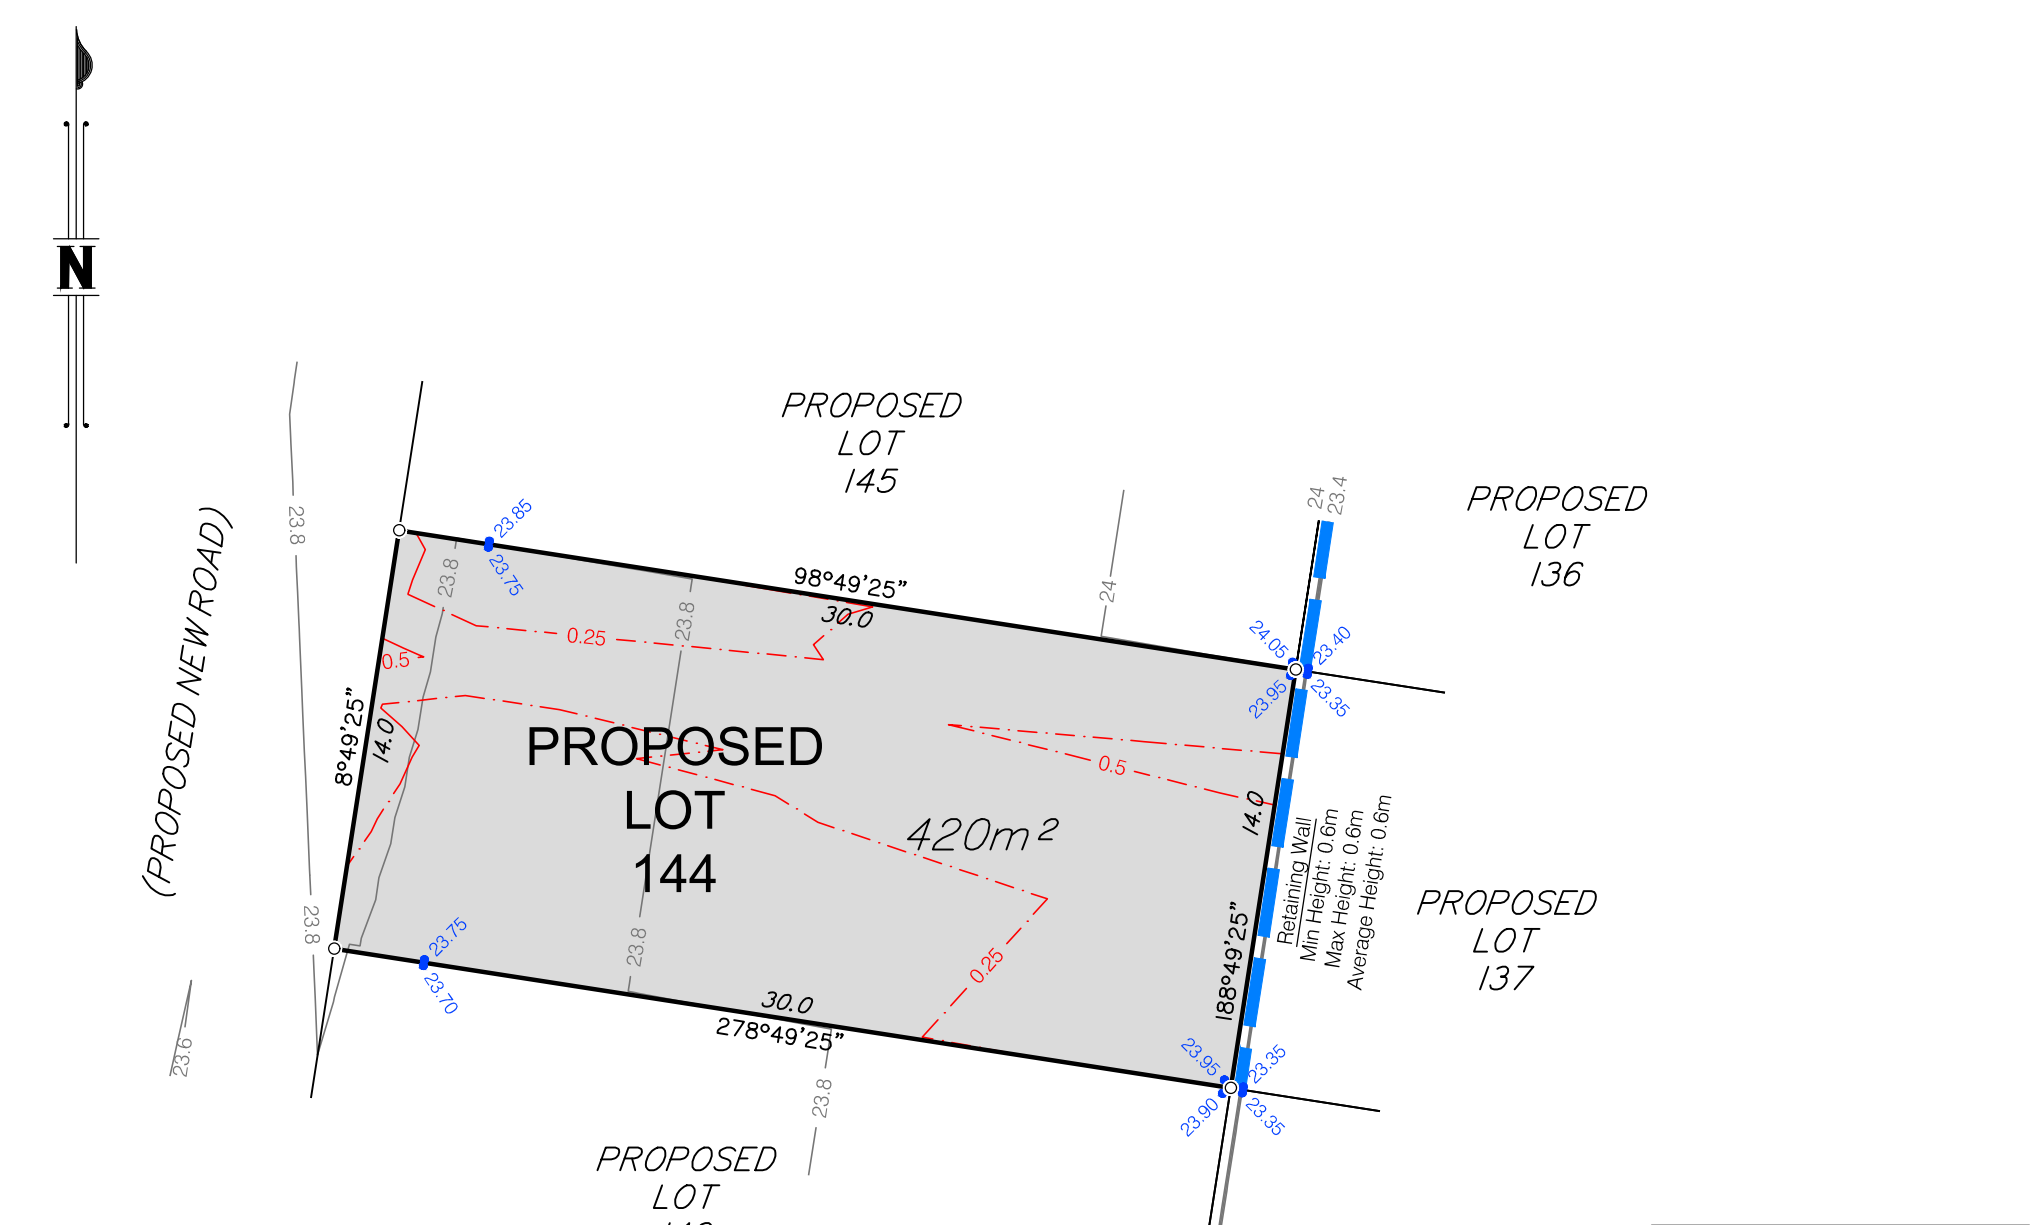 N
PROPOSED
LOT
145
PROPOSED
LOT
136
24
23.4
23.8
23.85
23.75
23.8
98°49'25"
30.0
24
23.8
0.25
0.5
24.05
23.40
23.95
23.35
(PROPOSED NEW ROAD)
8°49'25"
14.0
PROPOSED
LOT
144
420m²
0.5
14.0
Retaining Wall
Min Height: 0.6m
Max Height: 0.6m
Average Height: 0.6m
PROPOSED
LOT
137
188°49'25"
23.8
23.75
23.70
23.8
0.25
30.0
278°49'25"
23.6
23.8
23.95
23.35
23.90
23.35
PROPOSED
LOT